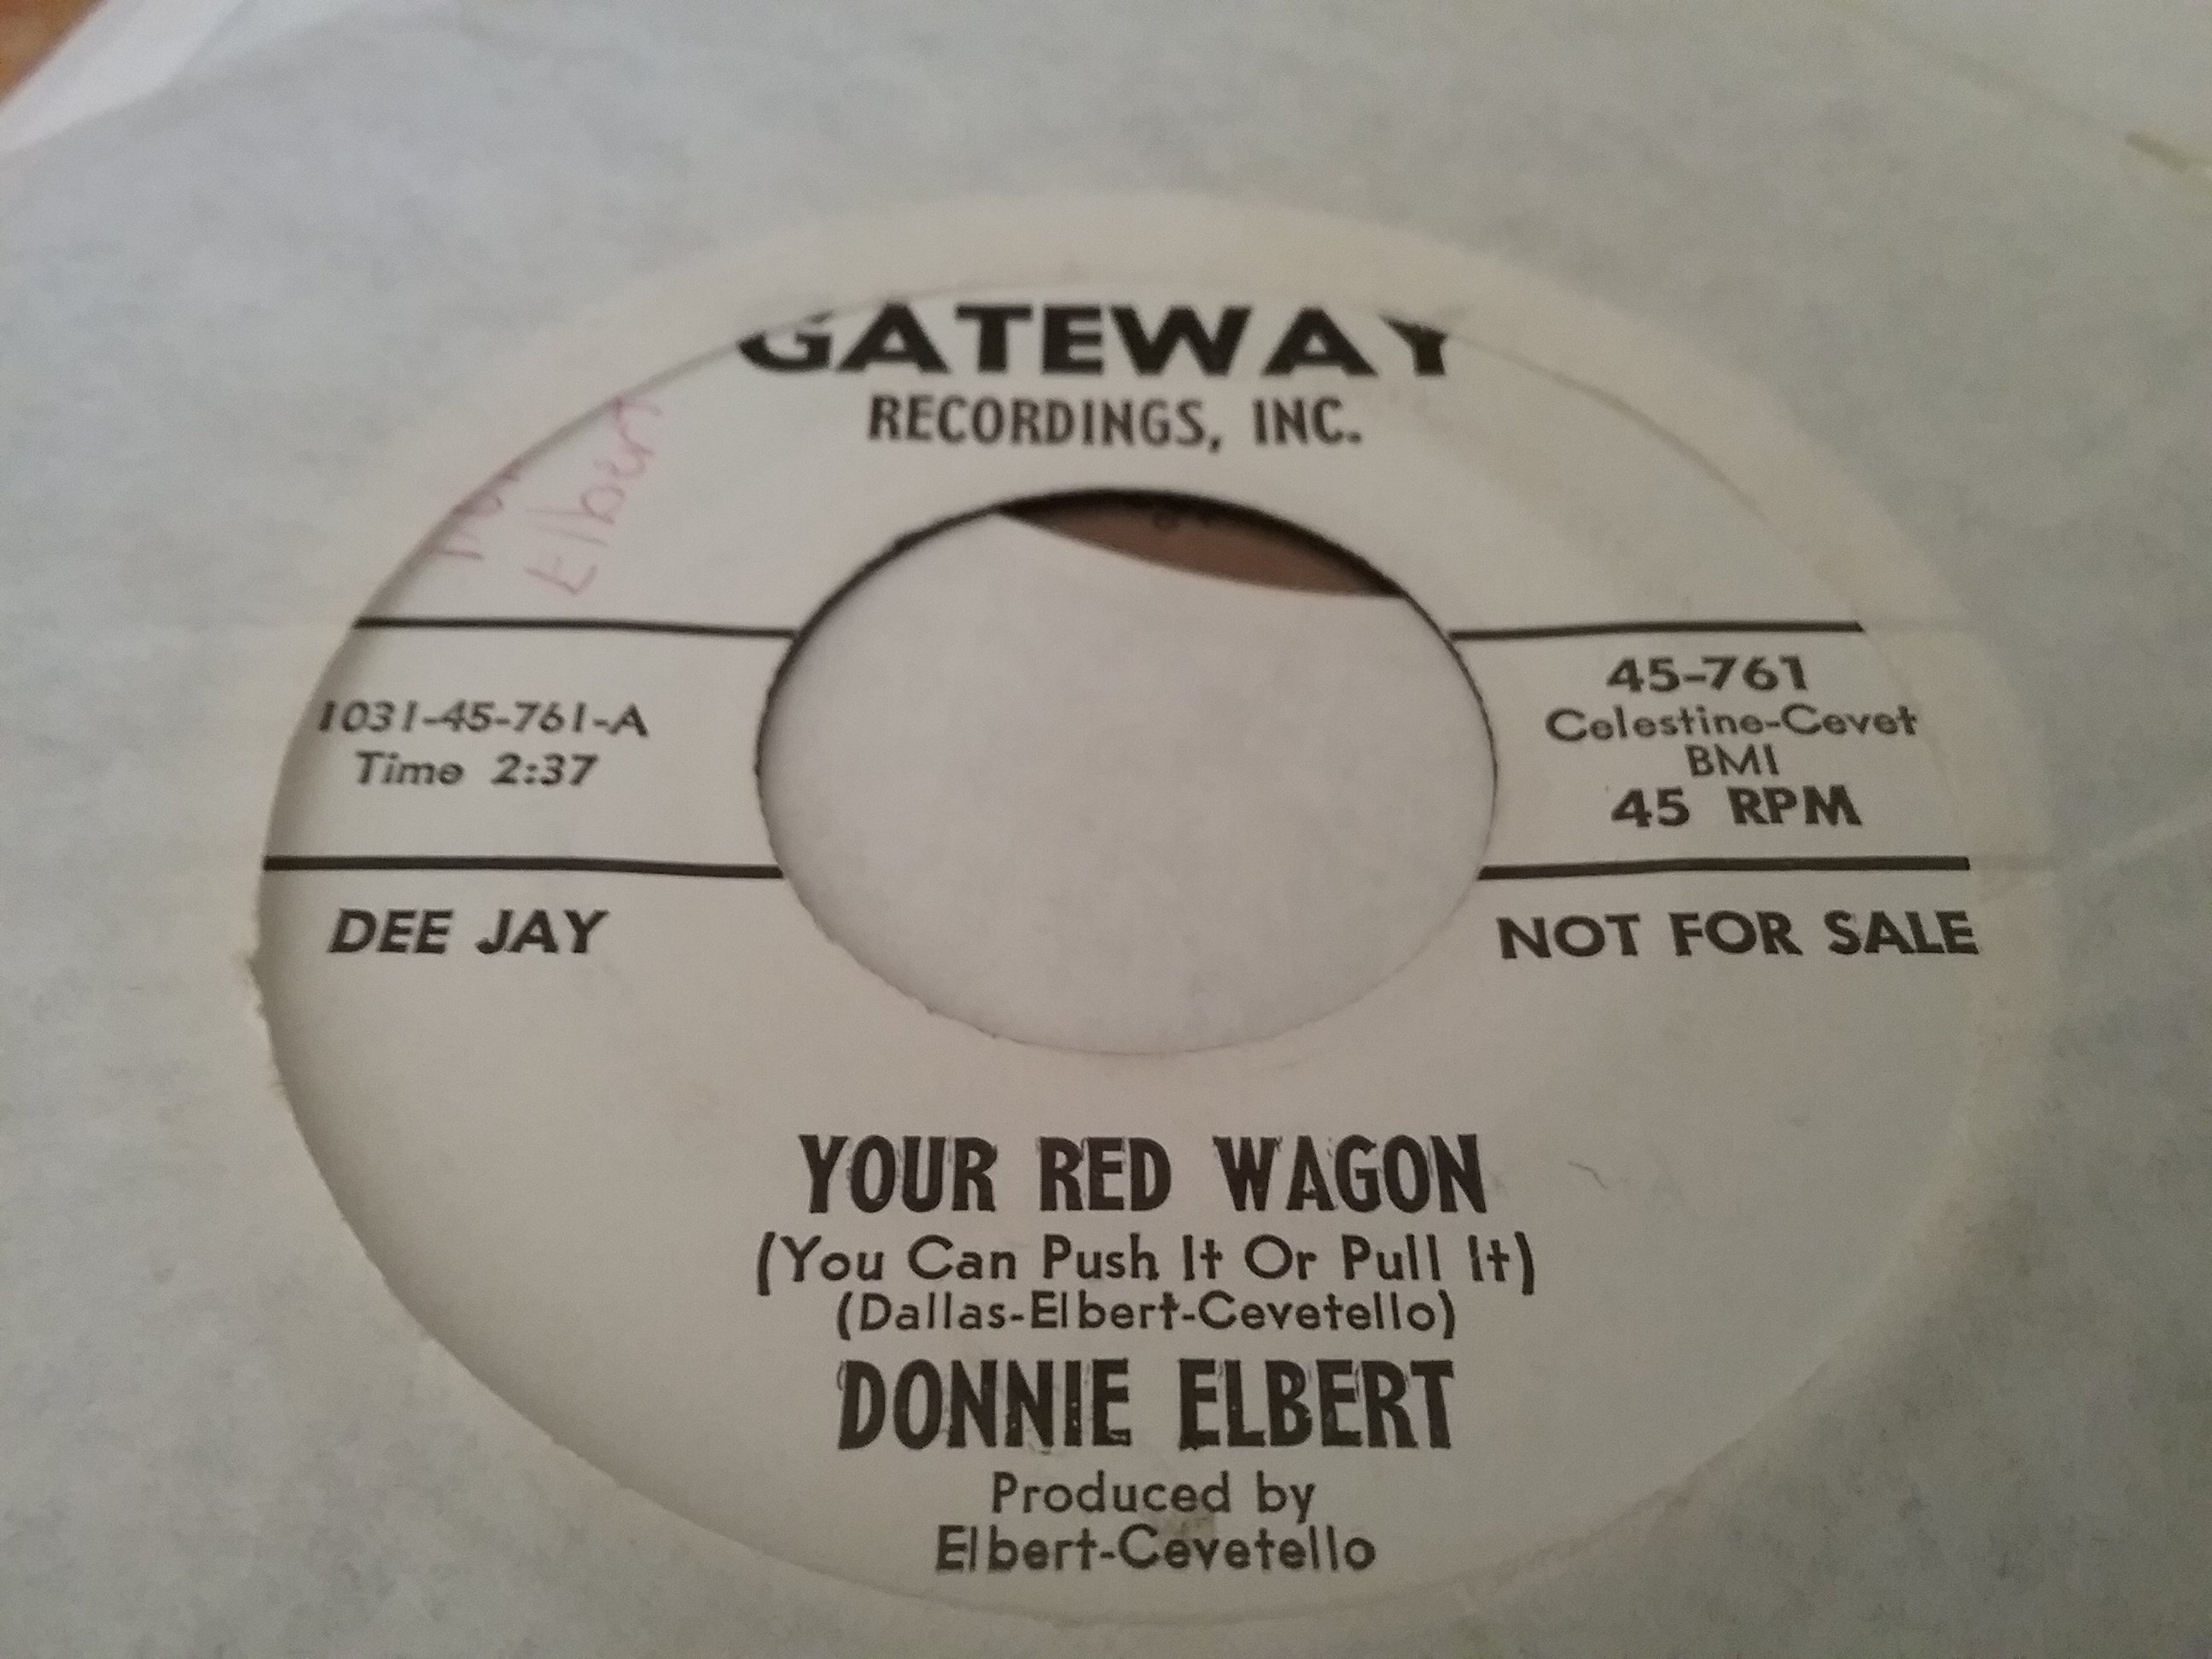 GATEWAY
RECORDINGS, INC.
Elbert
1031-45-761-A
Time 2:37
45-761
Celestine-Cevet
BMI
45 RPM
DEE JAY
NOT FOR SALE
YOUR RED WAGON
(You Can Push It Or Pull It)
(Dallas-Elbert-Cevetello)
DONNIE ELBERT
Produced by
Elbert-Cevetello